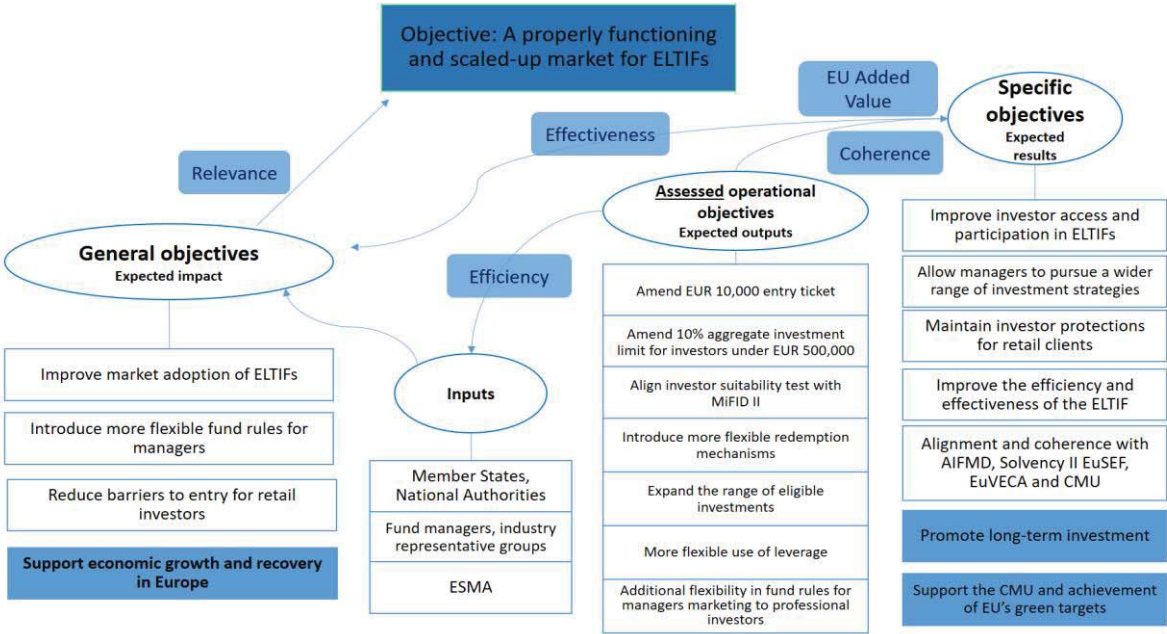 Objective: A properly functioning
and scaled-up market for ELTIFs
EU Added
Value
Specific
objectives
Expected
results
Effectiveness
Coherence
Relevance
Assessed operational
objectives
Expected outputs
General objectives
Expected impact
Efficiency
Inputs
Improve market adoption of ELTIFs
Introduce more flexible fund rules for
managers
Reduce barriers to entry for retail
investors
Support economic growth and recovery
in Europe
Member States,
National Authorities
Fund managers, industry
representative groups
ESMA
Amend EUR 10,000 entry ticket
Amend 10% aggregate investment
limit for investors under EUR 500,000
Align investor suitability test with
MiFID II
Introduce more flexible redemption
mechanisms
Expand the range of eligible
investments
More flexible use of leverage
Additional flexibility in fund rules for
managers marketing to professional
investors
Improve investor access and
participation in ELTIFs
Allow managers to pursue a wider
range of investment strategies
Maintain investor protections
for retail clients
Improve the efficiency and
effectiveness of the ELTIF
Alignment and coherence with
AIFMD, Solvency II EuSEF,
EuVECA and CMU
Promote long-term investment
Support the CMU and achievement
of EU's green targets